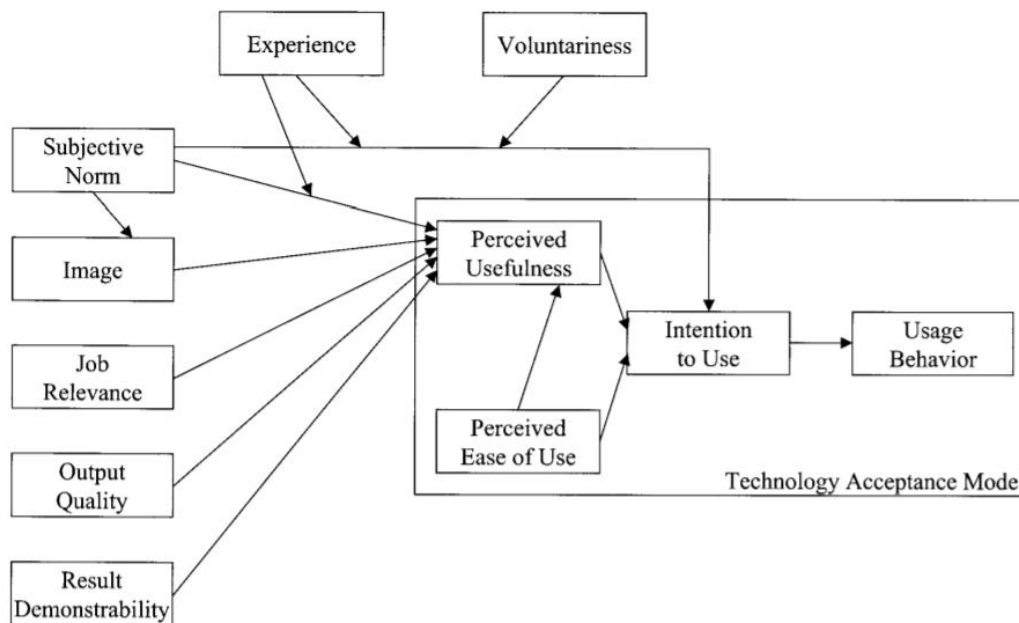 Experience
Voluntariness
Subjective
Norm
Image
Job
Relevance
Output
Quality
Result
Demonstrability
Perceived
Usefulness
Perceived
Ease of Use
Intention
to Use
Usage
Behavior
Technology Acceptance Mode